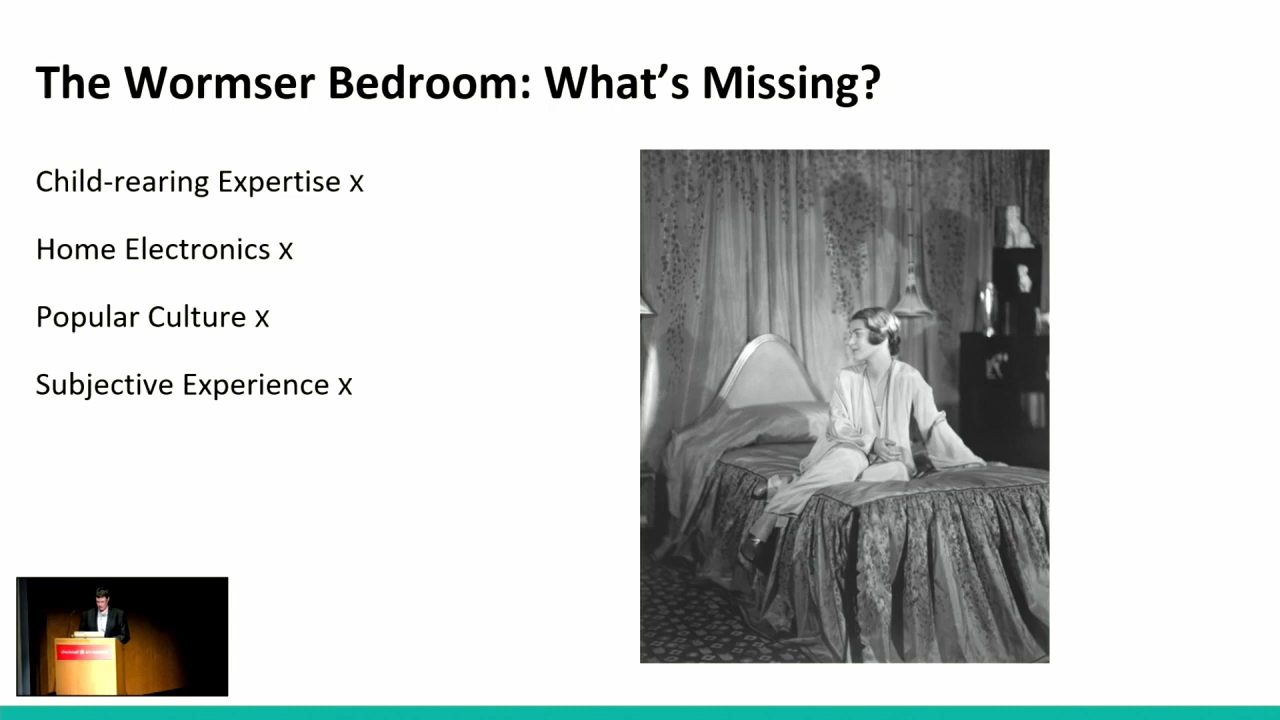 The Wormser Bedroom: What’s Missing?
Child-rearing Expertise x
Home Electronics x
Popular Culture x
Subjective Experience x